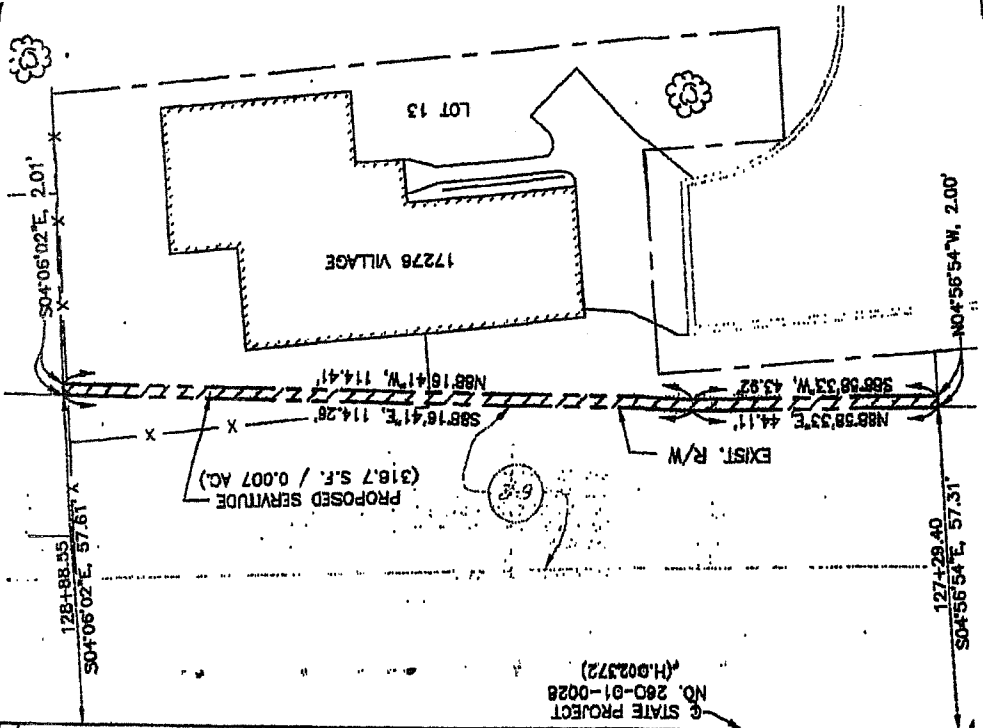 ℄ STATE PROJECT
NO. 260-01-0028
(H.002372)
127+29.40
S04°56'54"E, 57.31'
128+88.55
S04°06'02"E, 57.61'
3-9
EXIST. R/W
PROPOSED SERVITUDE
(316.7 S.F. / 0.007 AC.)
N88°58'33"E, 44.11'
S88°58'33"W, 43.92'
S88°16'41"E, 114.26'
N88°16'41"W, 114.41'
N04°56'54"W, 2.00'
S04°06'02"E, 2.01'
17276 VILLAGE
LOT 13